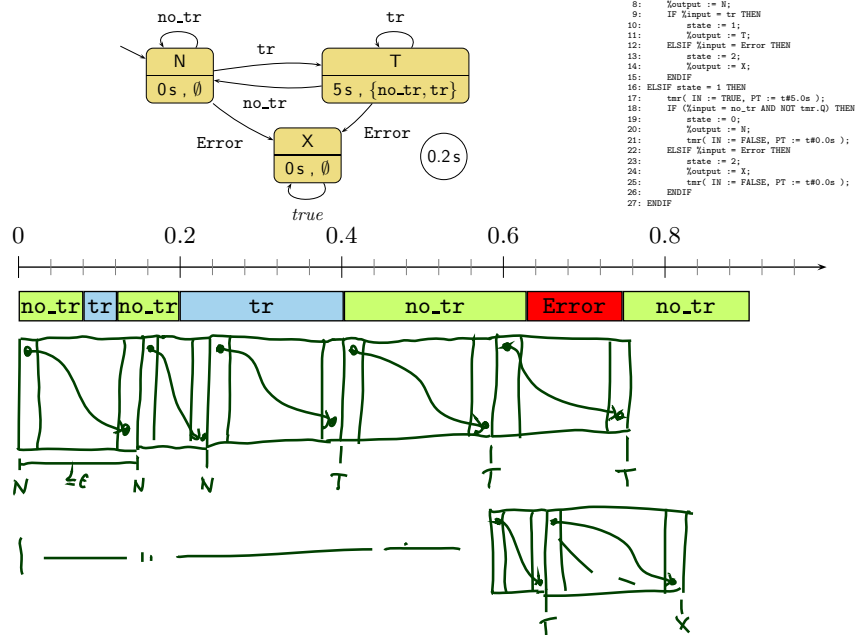 no_tr
tr
N
0 s , ∅
tr
no_tr
T
5 s , {no_tr, tr}
Error
Error
X
0 s , ∅
true
0.2 s
8: %output := N;
9: IF %input = tr THEN
10: state := 1;
11: %output := T;
12: ELSIF %input = Error THEN
13: state := 2;
14: %output := X;
15: ENDIF
16: ELSIF state = 1 THEN
17: tmr( IN := TRUE, PT := t#5.0s );
18: IF (%input = no_tr AND NOT tmr.Q) THEN
19: state := 0;
20: %output := N;
21: tmr( IN := FALSE, PT := t#0.0s );
22: ELSIF %input = Error THEN
23: state := 2;
24: %output := X;
25: tmr( IN := FALSE, PT := t#0.0s );
26: ENDIF
27: ENDIF
0 0.2 0.4 0.6 0.8
no_tr tr no_tr tr no_tr Error no_tr
N ≤ε N N T T T
T X